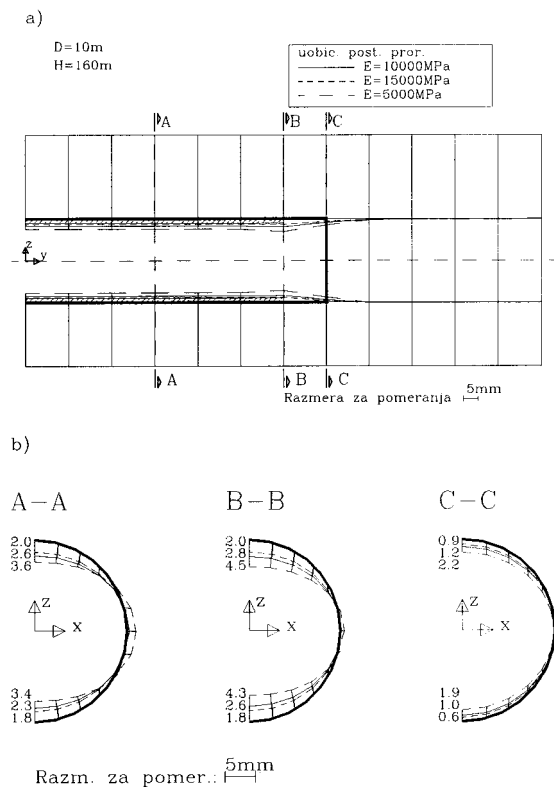 a)
D=10m
H=160m
uobic. post. pror.
E=10000MPa
E=15000MPa
E=5000MPa
A B C
z
y
A B C
Razmera za pomeranja 5mm
b)
A-A B-B C-C
2.0 2.0 0.9
2.6 2.8 1.2
3.6 4.5 2.2
Z Z Z
X X X
3.4 4.3 1.9
2.3 2.6 1.0
1.8 1.8 0.6
5mm
Razm. za pomer.: